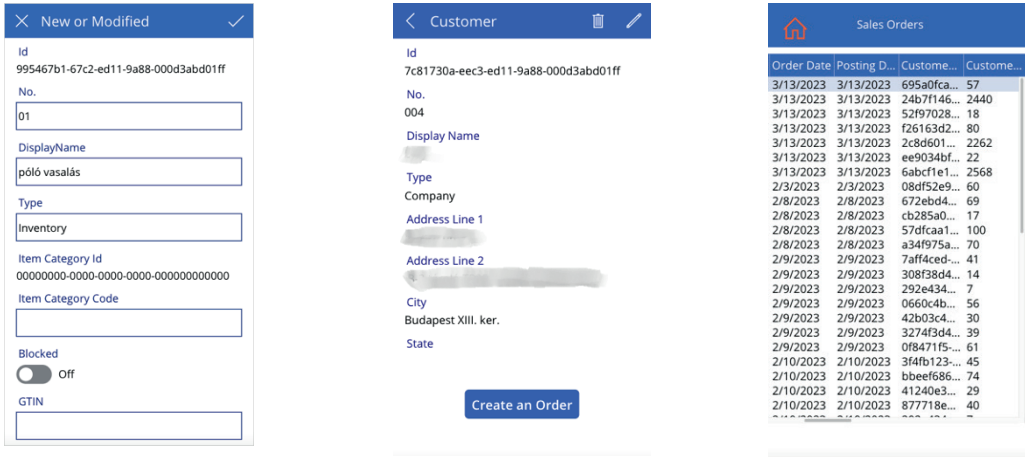 New or Modified
Id
995467b1-67c2-ed11-9a88-000d3abd01ff
No.
01
DisplayName
póló vasalás
Type
Inventory
Item Category Id
00000000-0000-0000-0000-000000000000
Item Category Code
Blocked
Off
GTIN
Customer
Id
7c81730a-eec3-ed11-9a88-000d3abd01ff
No.
004
Display Name
Type
Company
Address Line 1
Address Line 2
City
Budapest XIII. ker.
State
Create an Order
Sales Orders
Order Date Posting D... Custome... Custome...
3/13/2023 3/13/2023 695a0fca... 57
3/13/2023 3/13/2023 24b7f146... 2440
3/13/2023 3/13/2023 52f97028... 18
3/13/2023 3/13/2023 f26163d2... 80
3/13/2023 3/13/2023 2c8d601... 2262
3/13/2023 3/13/2023 ee9034bf... 22
3/13/2023 3/13/2023 6abcf1e1... 2568
2/3/2023 2/3/2023 08df52e9... 60
2/8/2023 2/8/2023 672ebd4... 69
2/8/2023 2/8/2023 cb285a0... 17
2/8/2023 2/8/2023 57dfcaa1... 100
2/8/2023 2/8/2023 a34f975a... 70
2/9/2023 2/9/2023 7aff4ced-... 41
2/9/2023 2/9/2023 308f38d4... 14
2/9/2023 2/9/2023 292e434... 7
2/9/2023 2/9/2023 0660c4b... 56
2/9/2023 2/9/2023 42b03c4... 30
2/9/2023 2/9/2023 3274f3d4... 39
2/9/2023 2/9/2023 0f8471f5-... 61
2/10/2023 2/10/2023 3f4fb123-... 45
2/10/2023 2/10/2023 bbeef686... 74
2/10/2023 2/10/2023 41240e3... 29
2/10/2023 2/10/2023 877718e... 40